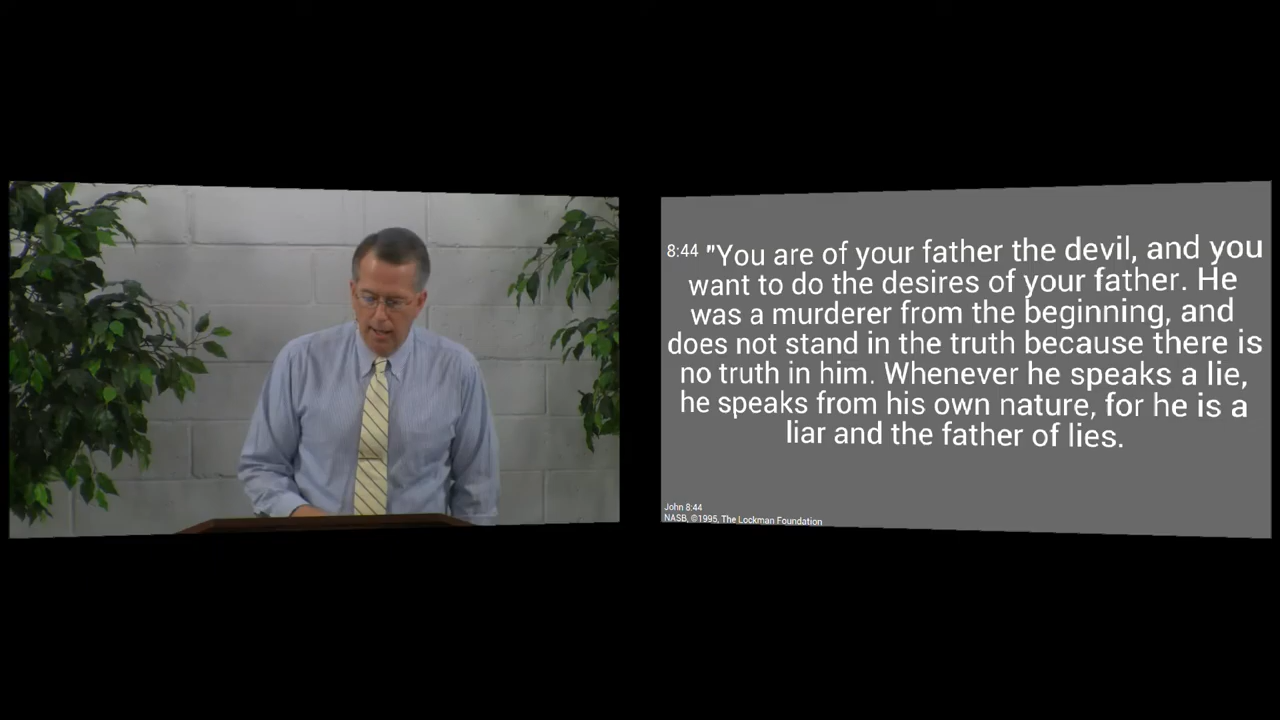 8:44 "You are of your father the devil, and you
want to do the desires of your father. He
was a murderer from the beginning, and
does not stand in the truth because there is
no truth in him. Whenever he speaks a lie,
he speaks from his own nature, for he is a
liar and the father of lies.
John 8:44
NASB, ©1995, The Lockman Foundation